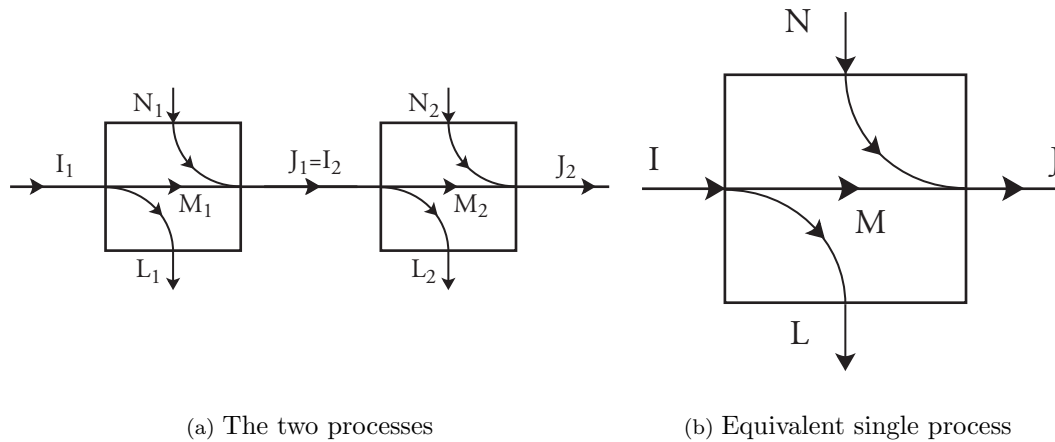 N
N₁
N₂
I₁
J₁=I₂
J₂
I
J
M₁
M₂
M
L₁
L₂
L
(a) The two processes
(b) Equivalent single process